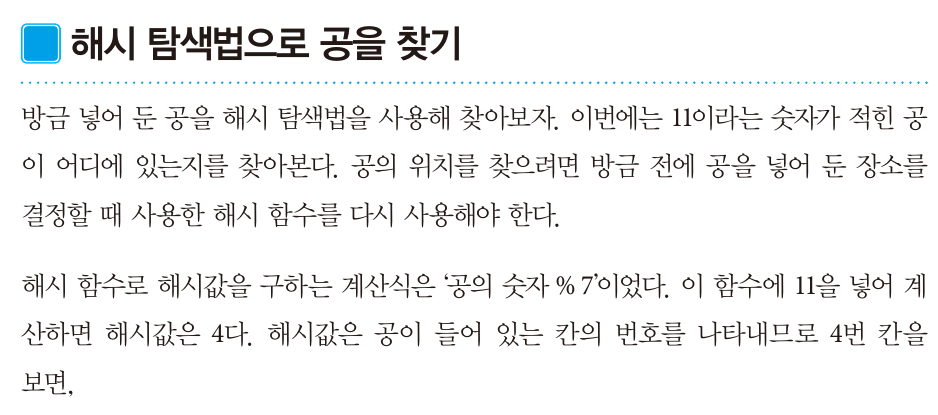 해시 탐색법으로 공을 찾기
방금 넣어 둔 공을 해시 탐색법을 사용해 찾아보자. 이번에는 11이라는 숫자가 적힌 공
이 어디에 있는지를 찾아본다. 공의 위치를 찾으려면 방금 전에 공을 넣어 둔 장소를
결정할 때 사용한 해시 함수를 다시 사용해야 한다.
해시 함수로 해시값을 구하는 계산식은 ‘공의 숫자 % 7’이었다. 이 함수에 11을 넣어 계
산하면 해시값은 4다. 해시값은 공이 들어 있는 칸의 번호를 나타내므로 4번 칸을
보면,